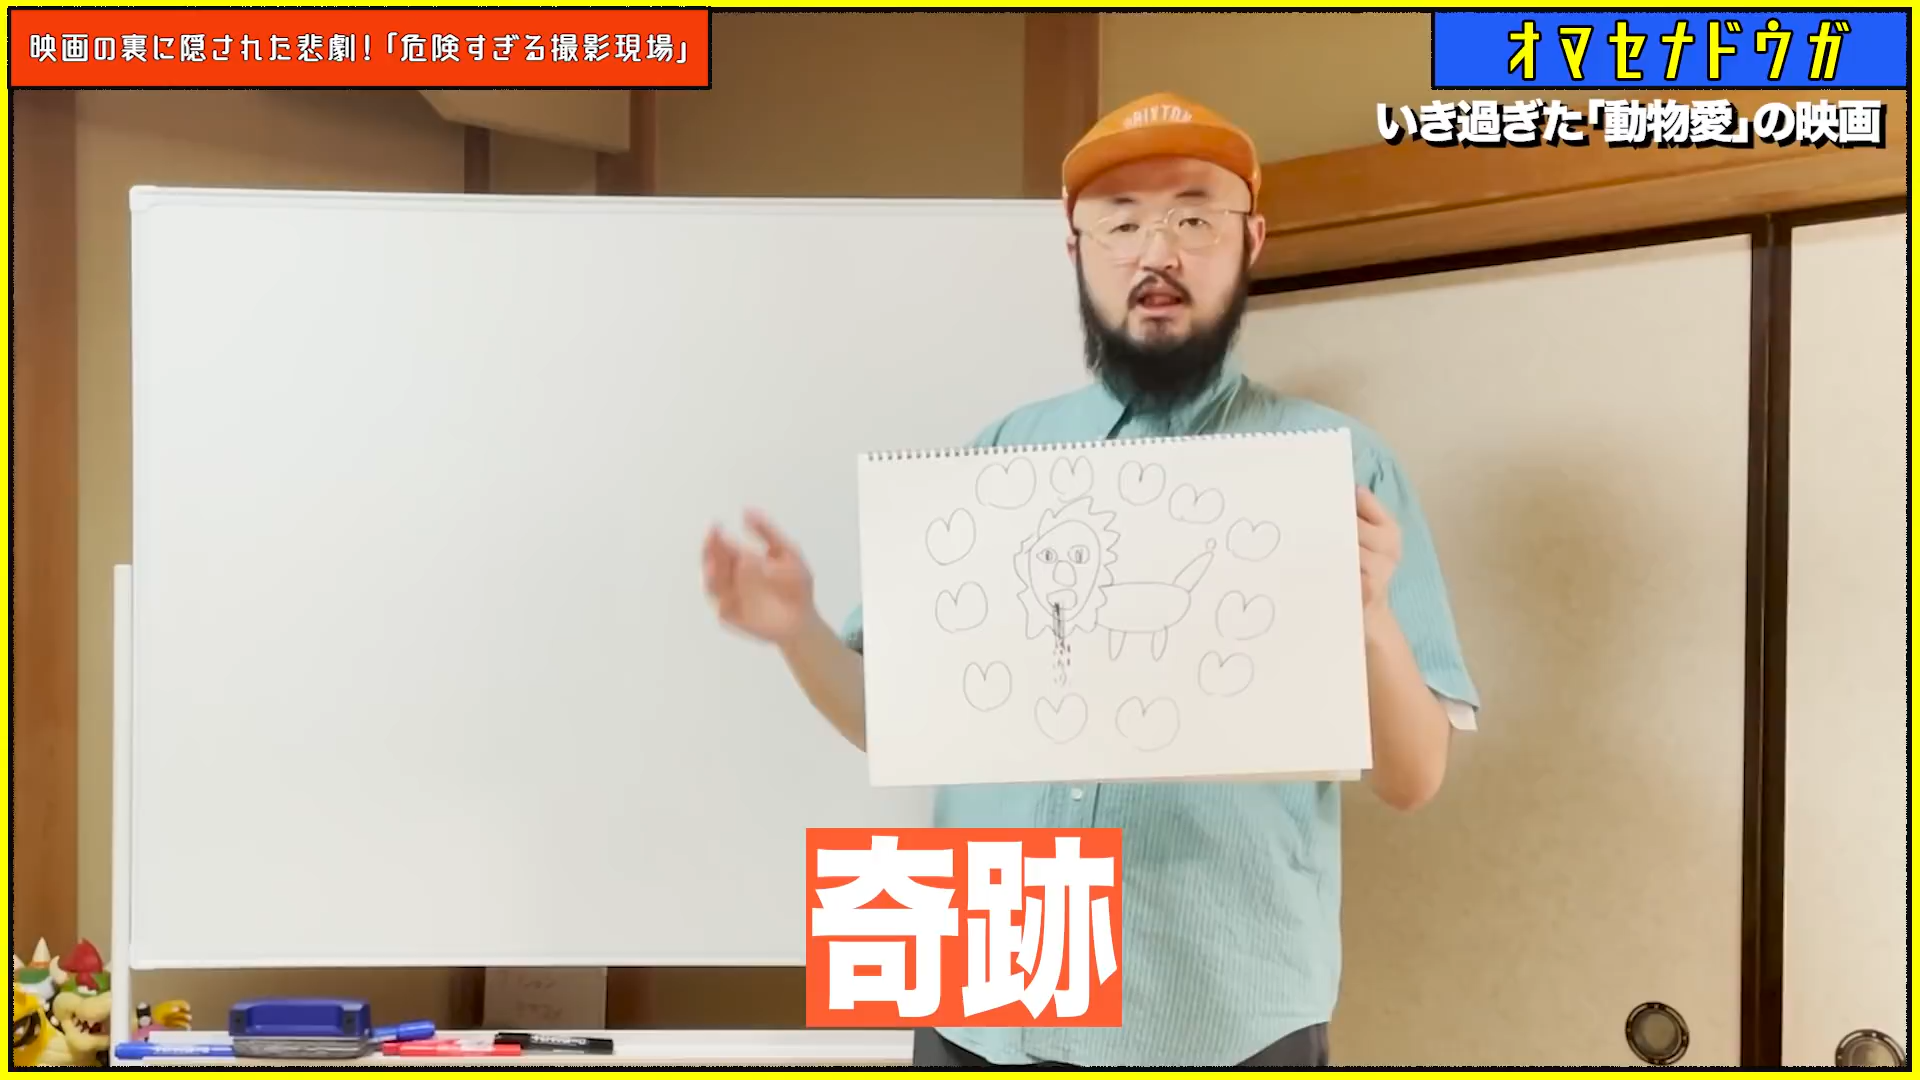 映画の裏に隠された悲劇！「危険すぎる撮影現場」
オマセナドウガ
いき過ぎた「動物愛」の映画
BRIXTON
奇跡